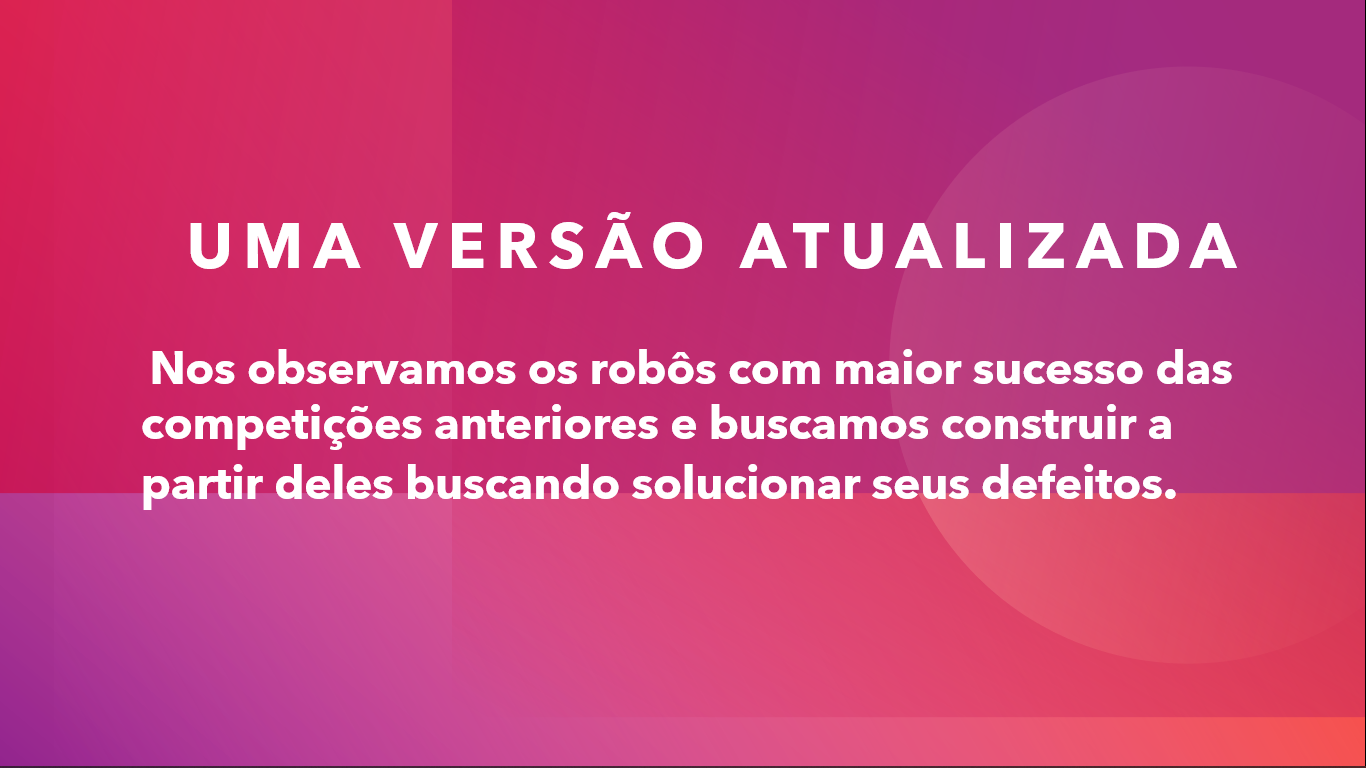 UMA VERSÃO ATUALIZADA
Nos observamos os robôs com maior sucesso das
competições anteriores e buscamos construir a
partir deles buscando solucionar seus defeitos.